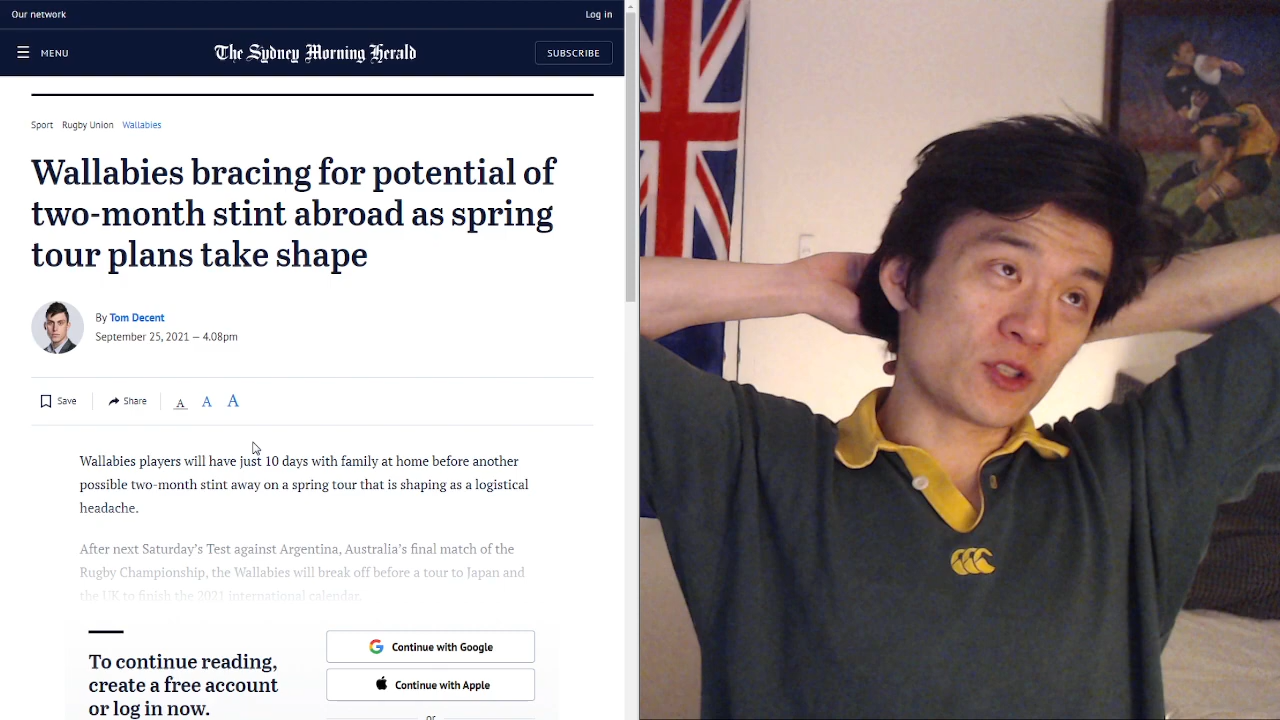 Our network
Log in
MENU
The Sydney Morning Herald
SUBSCRIBE
Sport Rugby Union Wallabies
Wallabies bracing for potential of
two-month stint abroad as spring
tour plans take shape
By Tom Decent
September 25, 2021 — 4.08pm
Save
Share
A A A
Wallabies players will have just 10 days with family at home before another
possible two-month stint away on a spring tour that is shaping as a logistical
headache.
After next Saturday’s Test against Argentina, Australia’s final match of the
Rugby Championship, the Wallabies will break off before a tour to Japan and
the UK to finish the 2021 international calendar.
To continue reading,
create a free account
or log in now.
Continue with Google
Continue with Apple
or